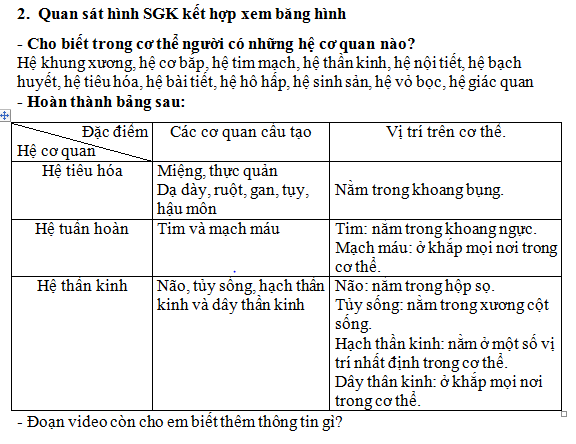 2. Quan sát hình SGK kết hợp xem băng hình
- Cho biết trong cơ thể người có những hệ cơ quan nào?
Hệ khung xương, hệ cơ bắp, hệ tim mạch, hệ thần kinh, hệ nội tiết, hệ bạch
huyết, hệ tiêu hóa, hệ bài tiết, hệ hô hấp, hệ sinh sản, hệ vỏ bọc, hệ giác quan
- Hoàn thành bảng sau:
Đặc điểm
Hệ cơ quan
Các cơ quan cấu tạo
Vị trí trên cơ thể.
Hệ tiêu hóa
Miệng, thực quản
Dạ dày, ruột, gan, tụy,
hậu môn
Nằm trong khoang bụng.
Hệ tuần hoàn
Tim và mạch máu
.
Tim: nằm trong khoang ngực.
Mạch máu: ở khắp mọi nơi trong
cơ thể.
Hệ thần kinh
Não, tủy sống, hạch thần
kinh và dây thần kinh
Não: nằm trong hộp sọ.
Tủy sống: nằm trong xương cột
sống.
Hạch thần kinh: nằm ở một số vị
trí nhất định trong cơ thể.
Dây thần kinh: ở khắp mọi nơi
trong cơ thể.
- Đoạn video còn cho em biết thêm thông tin gì?